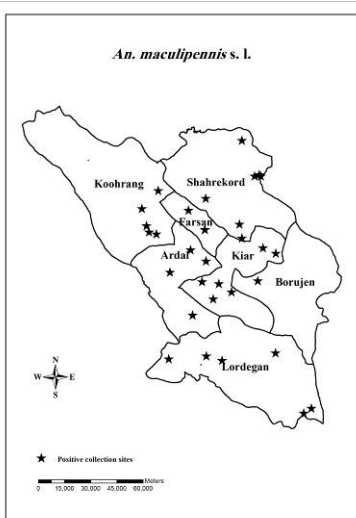 An. maculipennis s. l.
Koohrang
Shahrekord
Farsan
Ardal
Kiar
Borujen
Lordegan
N
W E
S
Positive collection sites
Meters
0 15,000 30,000 45,000 60,000